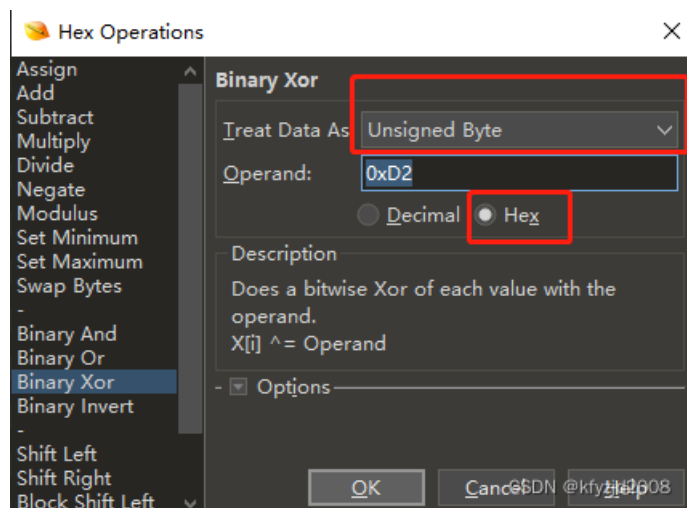 Hex Operations
Assign
Add
Subtract
Multiply
Divide
Negate
Modulus
Set Minimum
Set Maximum
Swap Bytes
-
Binary And
Binary Or
Binary Xor
Binary Invert
-
Shift Left
Shift Right
Block Shift Left
Binary Xor
Treat Data As Unsigned Byte
Operand: 0xD2
Decimal Hex
Description
Does a bitwise Xor of each value with the
operand.
X[i] ^= Operand
- Options
OK Cancel Help